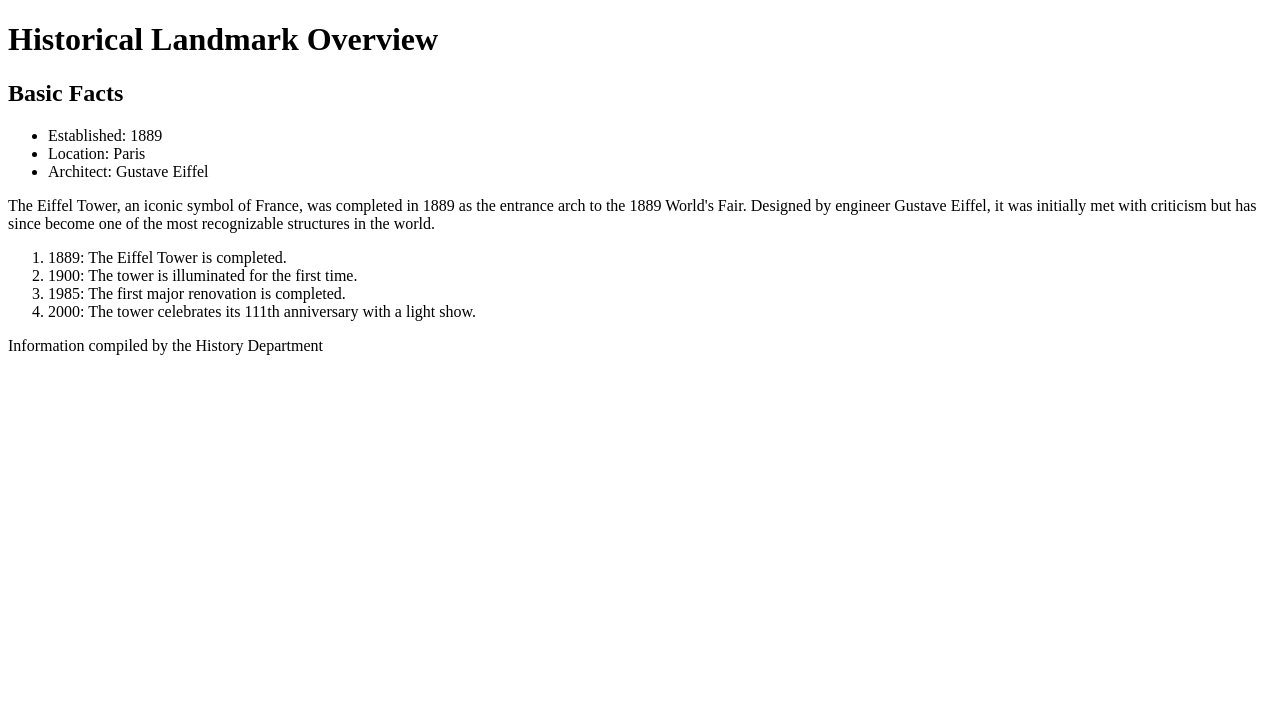 Historical Landmark Overview
Basic Facts
• Established: 1889
• Location: Paris
• Architect: Gustave Eiffel
The Eiffel Tower, an iconic symbol of France, was completed in 1889 as the entrance arch to the 1889 World's Fair. Designed by engineer Gustave Eiffel, it was initially met with criticism but has
since become one of the most recognizable structures in the world.
1. 1889: The Eiffel Tower is completed.
2. 1900: The tower is illuminated for the first time.
3. 1985: The first major renovation is completed.
4. 2000: The tower celebrates its 111th anniversary with a light show.
Information compiled by the History Department